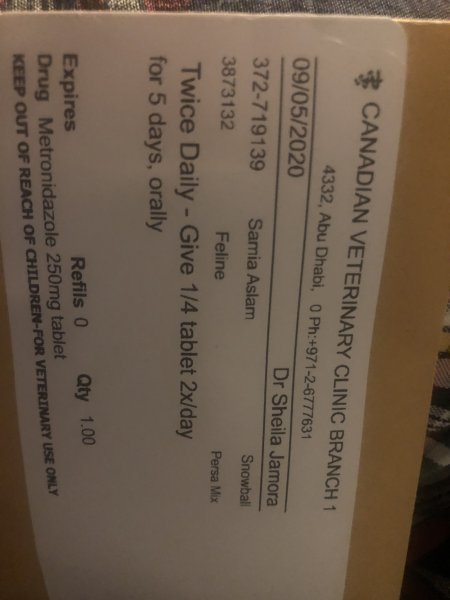 CANADIAN VETERINARY CLINIC BRANCH 1
4332, Abu Dhabi, 0 Ph:+971-2-6777631
09/05/2020 Dr Sheila Jamora
372-719139 Samia Aslam Snowball
3873132 Feline Persa Mix
Twice Daily - Give 1/4 tablet 2x/day
for 5 days, orally
Expires Refils 0 Qty 1.00
Drug Metronidazole 250mg tablet
KEEP OUT OF REACH OF CHILDREN-FOR VETERINARY USE ONLY